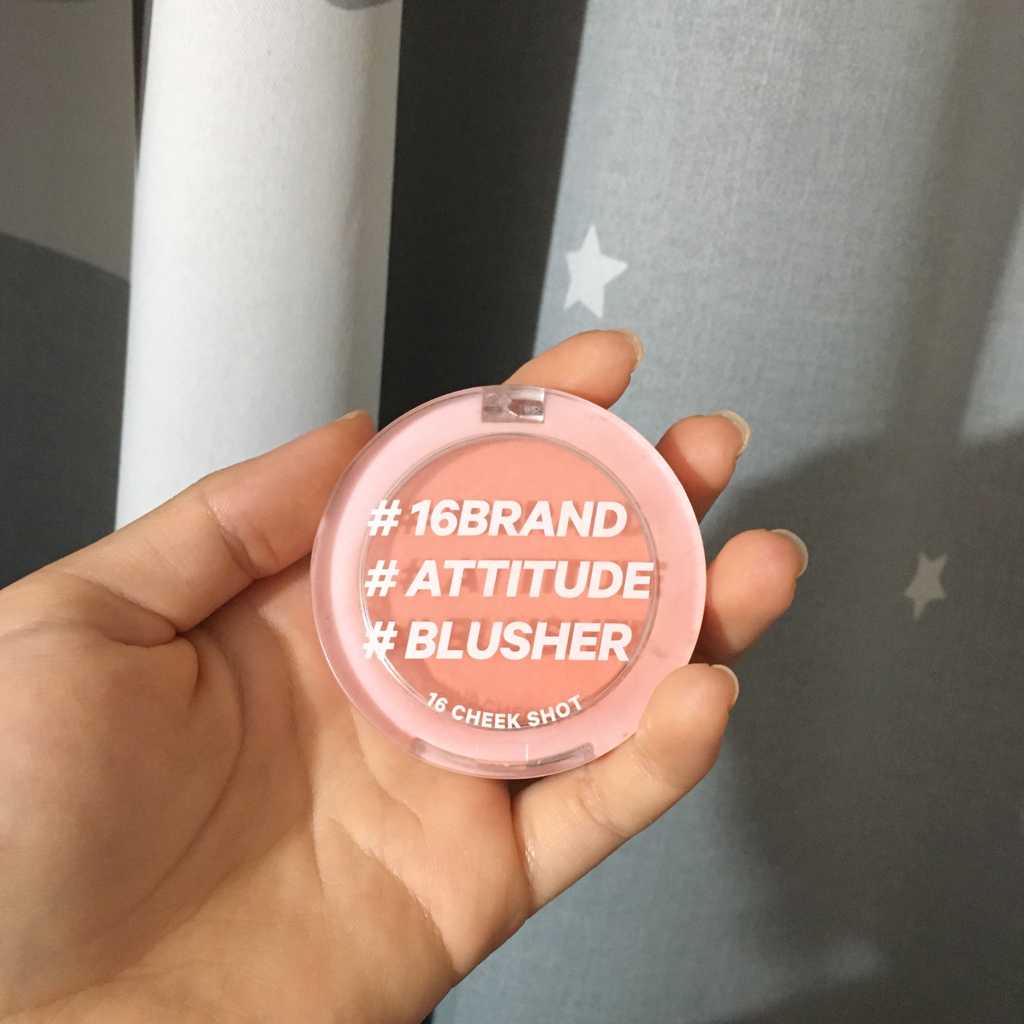 # 16BRAND
# ATTITUDE
# BLUSHER
16 CHEEK SHOT